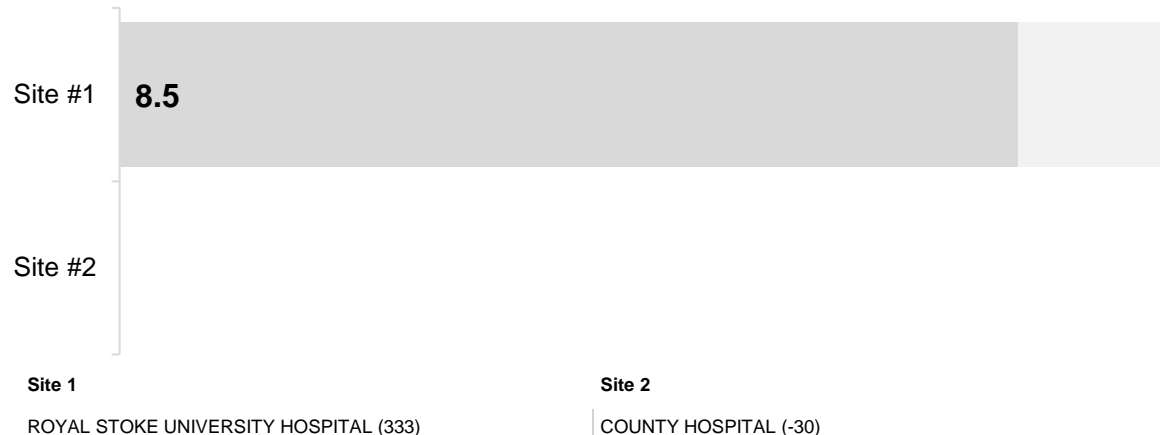 Site #1
8.5
Site #2
Site 1
Site 2
ROYAL STOKE UNIVERSITY HOSPITAL (333)
COUNTY HOSPITAL (-30)